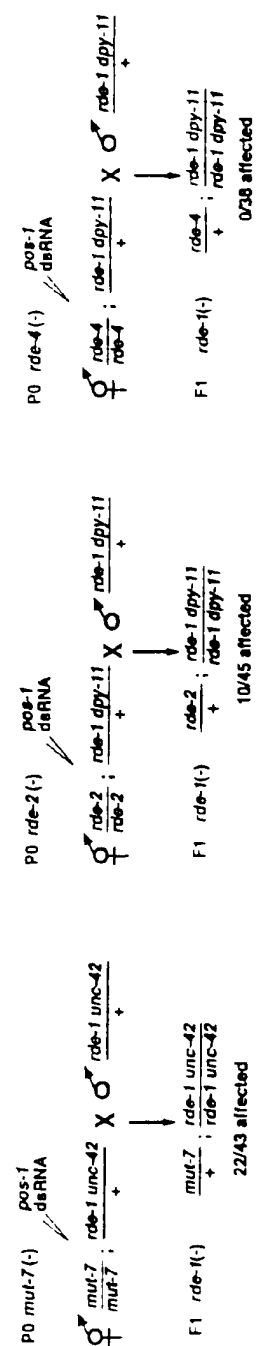 P0 mut-7 (-)
pos-1
dsRNA
mut-7 ; rde-1 unc-42 X rde-1 unc-42
mut-7 + +
F1 rde-1(-)
mut-7 ; rde-1 unc-42
+ rde-1 unc-42
22/43 affected
P0 rde-2 (-)
pos-1
dsRNA
rde-2 ; rde-1 dpy-11 X rde-1 dpy-11
rde-2 + +
F1 rde-1(-)
rde-2 ; rde-1 dpy-11
+ rde-1 dpy-11
10/45 affected
P0 rde-4 (-)
pos-1
dsRNA
rde-4 ; rde-1 dpy-11 X rde-1 dpy-11
rde-4 + +
F1 rde-1(-)
rde-4 ; rde-1 dpy-11
+ rde-1 dpy-11
0/38 affected